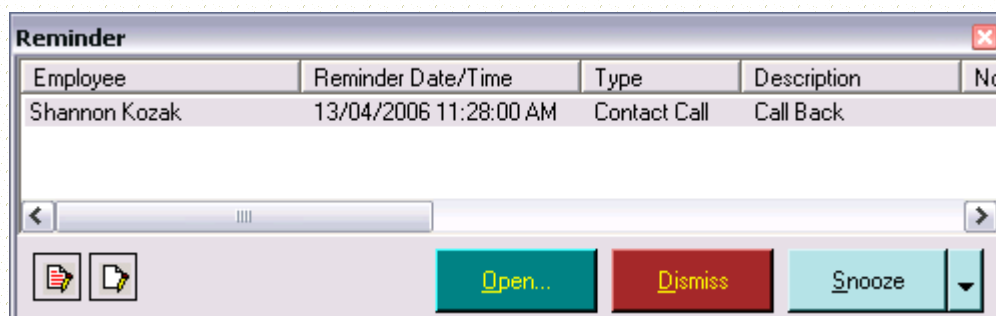 Reminder
Employee Reminder Date/Time Type Description No
Shannon Kozak 13/04/2006 11:28:00 AM Contact Call Call Back
Open... Dismiss Snooze